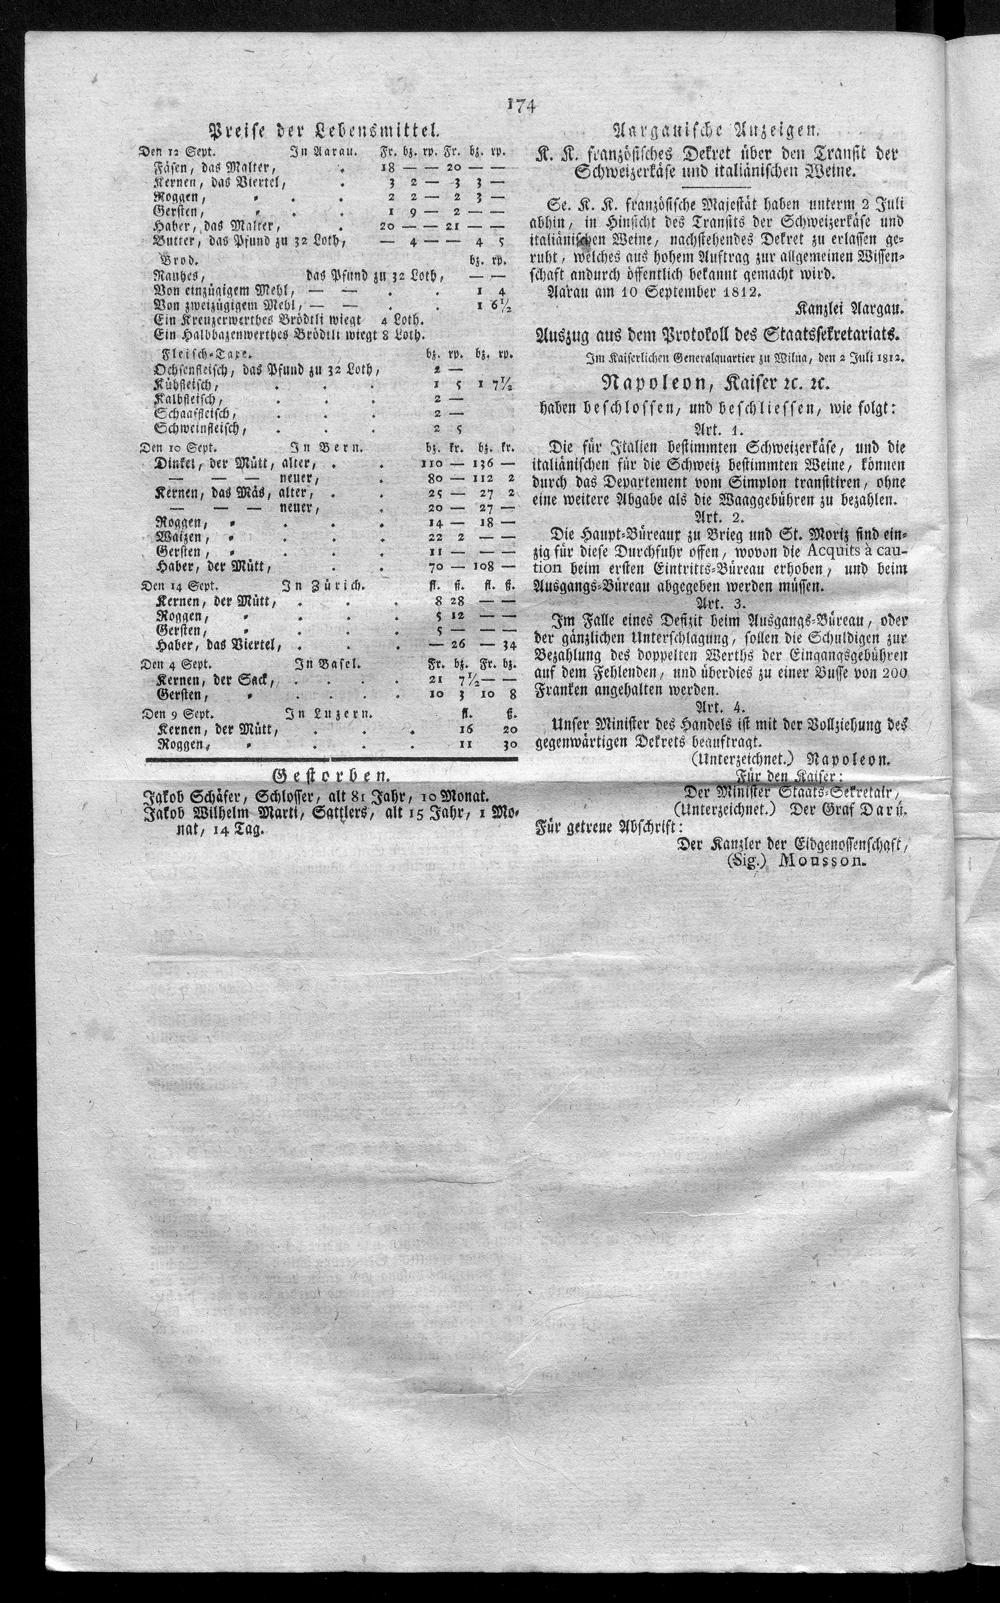 174
Preise der Lebensmittel.
Den 12 Sept. In Aarau. Fr. bz. rp. Fr. bz. rp.
Fäsen, das Malter, . 18 — — 20 — —
Kernen, das Viertel, . 3 2 — 3 3 —
Roggen, „ . . 2 2 — 2 3 —
Gersten, „ . . 1 9 — 2 — —
Haber, das Malter, . 20 — — 21 — —
Butter, das Pfund zu 32 Loth, — 4 — — 4 5
Brod. bz. rp.
Rauhes, das Pfund zu 32 Loth, — —
Von einzügigem Mehl, — — . . 1 4
Von zweizügigem Mehl, — — . . 1 6½
Ein Kreuzerwerthes Brödtli wiegt 4 Loth.
Ein Halbbazenwerthes Brödtli wiegt 8 Loth.
Fleisch-Taxe. bz. rp. bz. rp.
Ochsenfleisch, das Pfund zu 32 Loth, 2 —
Kühfleisch, . . . 1 5 1 7½
Kalbfleisch, . . . 2 —
Schaaffleisch, . . . 2 —
Schweinfleisch, . . . 2 5
Den 10 Sept. In Bern. bz. kr. bz. kr.
Dinkel, der Mütt, alter, . . 110 — 136 —
— — — neuer, . 80 — 112 2
Kernen, das Mäs, alter, . . 25 — 27 2
— — — neuer, . 20 — 27 —
Roggen, „ . . . 14 — 18 —
Waizen, „ . . . 22 2 — —
Gersten, „ . . . 11 — — —
Haber, der Mütt, . . 70 — 108 —
Den 14 Sept. In Zürich. fl. ß. fl. ß.
Kernen, der Mütt, . . . 8 28 — —
Roggen, „ . . . 5 12 — —
Gersten, „ . . . 5 — — —
Haber, das Viertel, . . . — 26 — 34
Den 4 Sept. In Basel. Fr. bz. Fr. bz.
Kernen, der Sack, . . . . 21 7½ — —
Gersten, „ . . . 10 3 10 8
Den 9 Sept. In Luzern. fl. ß.
Kernen, der Mütt, . . . 16 20
Roggen, „ . . . 11 30
Gestorben.
Jakob Schäfer, Schlosser, alt 81 Jahr, 10 Monat.
Jakob Wilhelm Marti, Sattlers, alt 15 Jahr, 1 Mo-
nat, 14 Tag.
Aargauische Anzeigen.
K. K. französisches Dekret über den Transit der
Schweizerkäse und italiänischen Weine.
Se. K. K. französische Majestät haben unterm 2 Juli
abhin, in Hinsicht des Transits der Schweizerkäse und
italiänischen Weine, nachstehendes Dekret zu erlassen ge-
ruht, welches aus hohem Auftrag zur allgemeinen Wissen-
schaft andurch öffentlich bekannt gemacht wird.
Aarau am 10 September 1812.
Kanzlei Aargau.
Auszug aus dem Protokoll des Staatssekretariats.
Im Kaiserlichen Generalquartier zu Wilna, den 2 Juli 1812.
Napoleon, Kaiser ꝛc. ꝛc.
haben beschlossen, und beschliessen, wie folgt:
Art. 1.
Die für Italien bestimmten Schweizerkäse, und die
italiänischen für die Schweiz bestimmten Weine, können
durch das Departement vom Simplon transitiren, ohne
eine weitere Abgabe als die Waaggebühren zu bezahlen.
Art. 2.
Die Haupt-Büreaux zu Brieg und St. Moriz sind ein-
zig für diese Durchfuhr offen, wovon die Acquits à cau-
tion beim ersten Eintritts-Büreau erhoben, und beim
Ausgangs-Büreau abgegeben werden müssen.
Art. 3.
Im Falle eines Defizit beim Ausgangs-Büreau, oder
der gänzlichen Unterschlagung, sollen die Schuldigen zur
Bezahlung des doppelten Werths der Eingangsgebühren
auf dem Fehlenden, und überdies zu einer Busse von 200
Franken angehalten werden.
Art. 4.
Unser Minister des Handels ist mit der Vollziehung des
gegenwärtigen Dekrets beauftragt.
(Unterzeichnet.) Napoleon.
Für den Kaiser:
Der Minister Staats-Sekretair,
(Unterzeichnet.) Der Graf Darü.
Für getreue Abschrift:
Der Kanzler der Eidgenossenschaft,
(Sig.) Mousson.